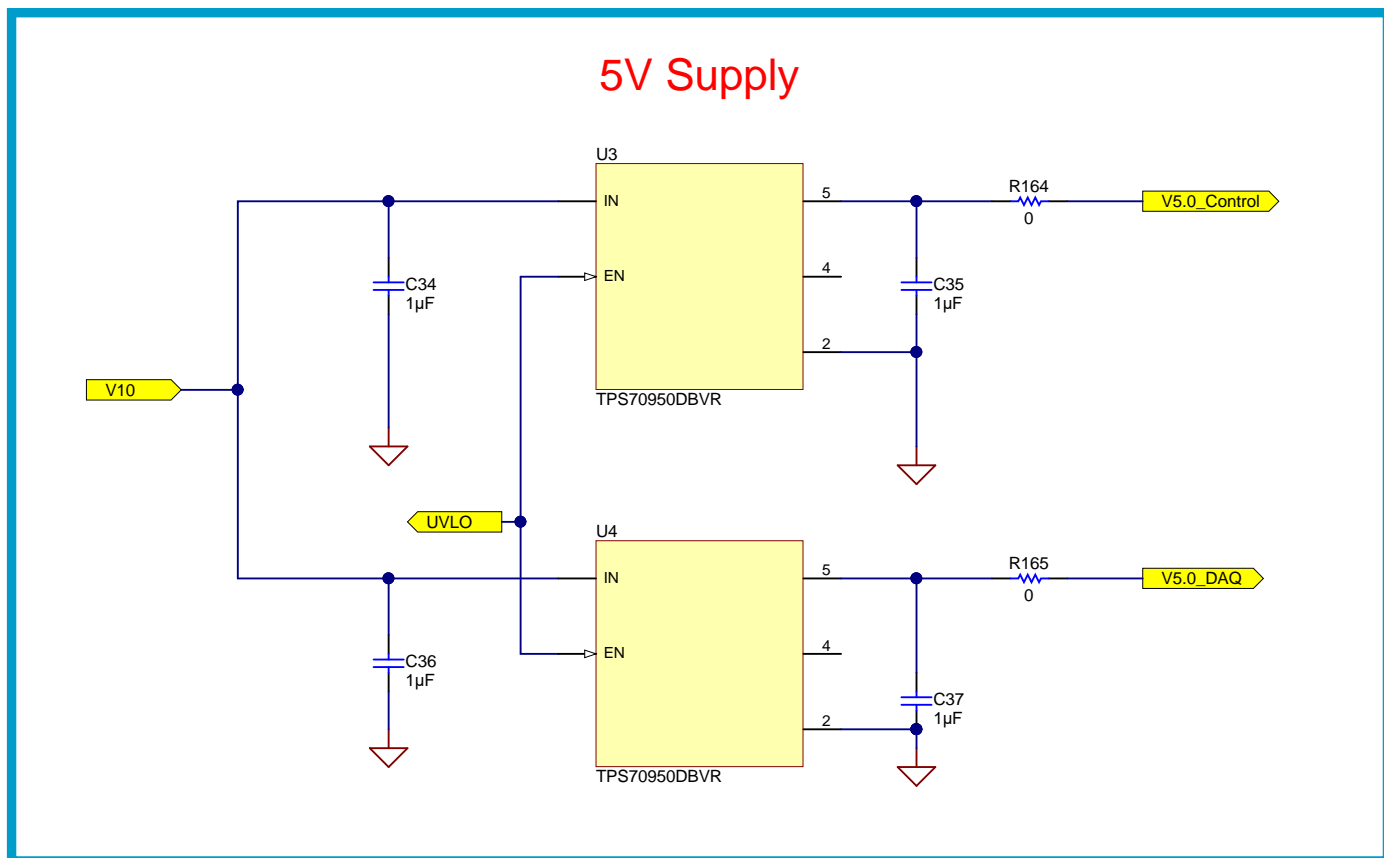 5V Supply
U3
IN
EN
5
4
2
TPS70950DBVR
C34
1µF
C35
1µF
R164
0
V5.0_Control
V10
UVLO
U4
IN
EN
5
4
2
TPS70950DBVR
C36
1µF
C37
1µF
R165
0
V5.0_DAQ